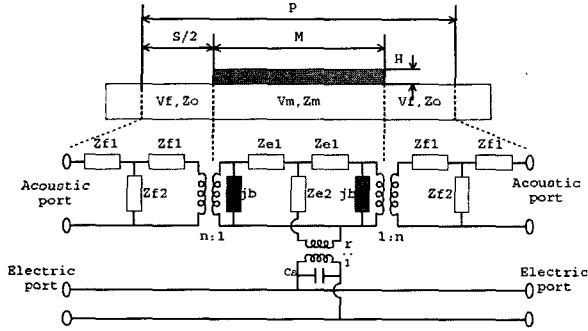 P
S/2 M H
Vf,Zo Vm,Zm Vf,Zo
Zf1 Zf1 Ze1 Ze1 Zf1 Zf1
Acoustic port Zf2 jb Ze2 jb Zf2 Acoustic port
n:1 1:n
r:1
Electric port Electric port